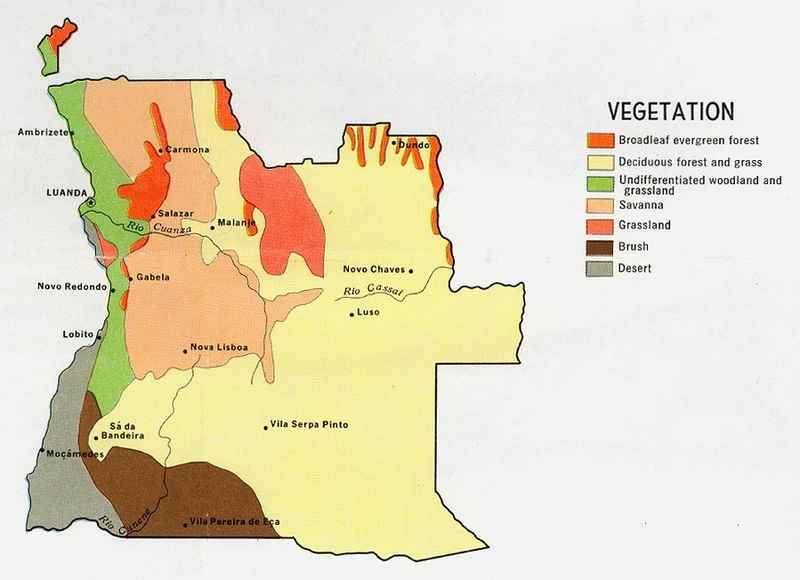 VEGETATION
Broadleaf evergreen forest
Deciduous forest and grass
Undifferentiated woodland and
grassland
Savanna
Grassland
Brush
Desert
Ambrizete
Carmona
Dundo
LUANDA
Salazar
Malanje
Rio Cuanza
Novo Chaves
Gabela
Novo Redondo
Rio Cassai
Luso
Lobito
Nova Lisboa
Sá da
Bandeira
Vila Serpa Pinto
Moçâmedes
Rio Cunene
Vila Pereira de Eca